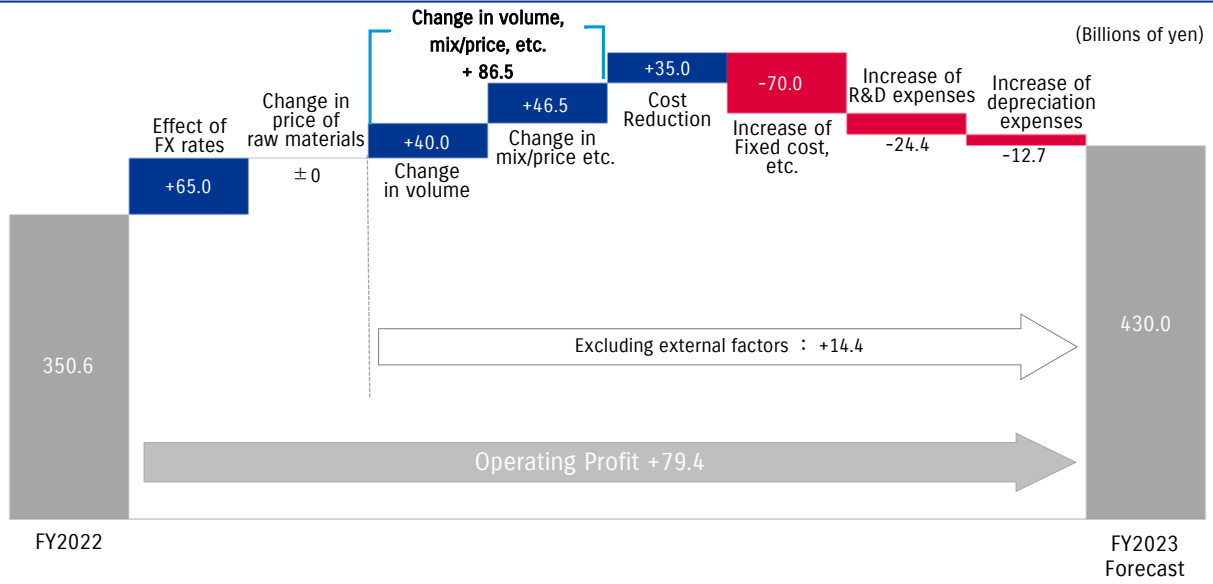 (Billions of yen)
Change in volume,
mix/price, etc.
+ 86.5
Effect of
FX rates
+65.0
Change in
price of
raw materials
±0
+40.0
Change
in volume
+46.5
Change in
mix/price etc.
+35.0
Cost
Reduction
-70.0
Increase of
Fixed cost,
etc.
Increase of
R&D expenses
-24.4
Increase of
depreciation
expenses
-12.7
350.6
430.0
Excluding external factors : +14.4
Operating Profit +79.4
FY2022
FY2023
Forecast